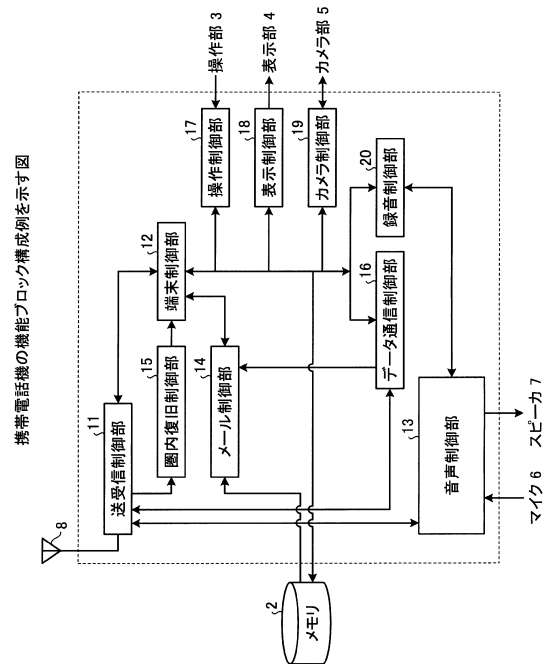 携帯電話機の機能ブロック構成例を示す図
8
11
送受信制御部
12
端末制御部
17
操作制御部
操作部 3
15
圏内復旧制御部
18
表示制御部
表示部 4
14
メール制御部
19
カメラ制御部
カメラ部 5
2
メモリ
16
データ通信制御部
20
録音制御部
13
音声制御部
マイク 6
スピーカ 7